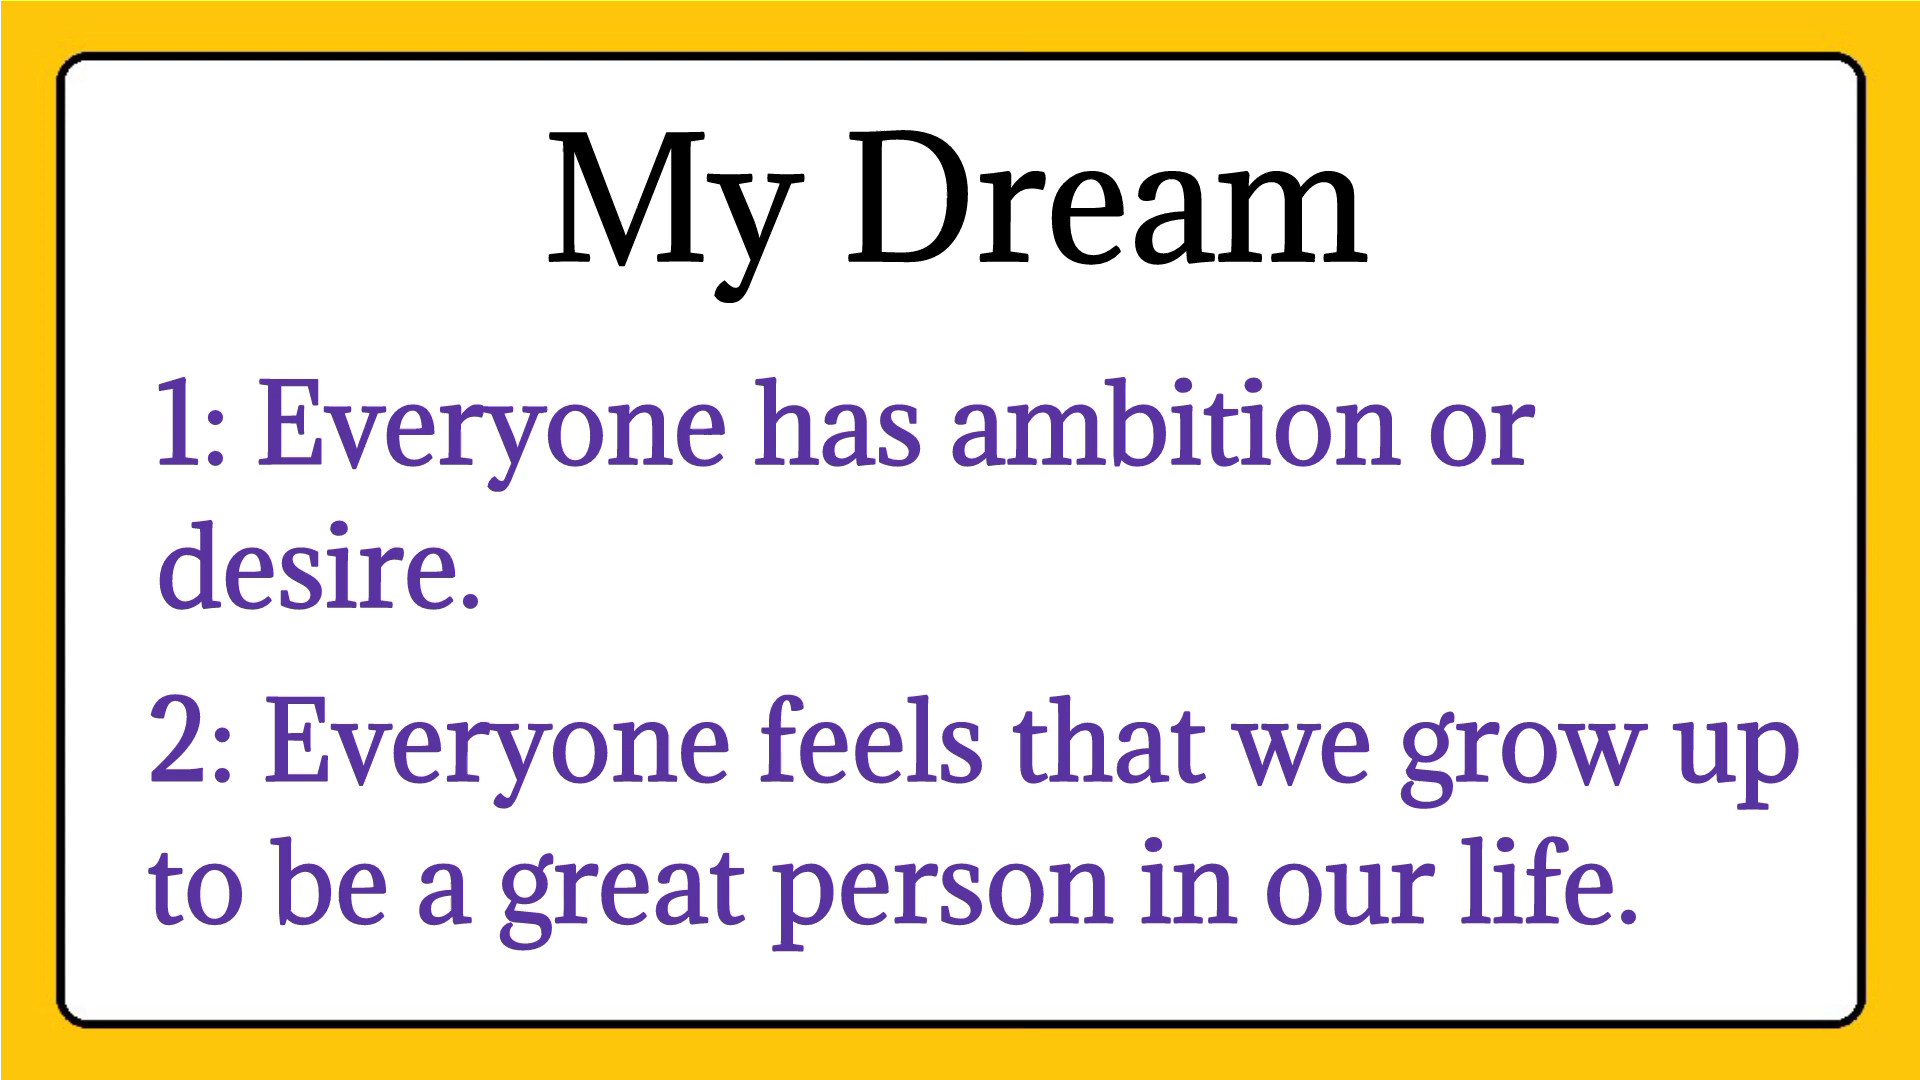 My Dream
1: Everyone has ambition or
desire.
2: Everyone feels that we grow up
to be a great person in our life.